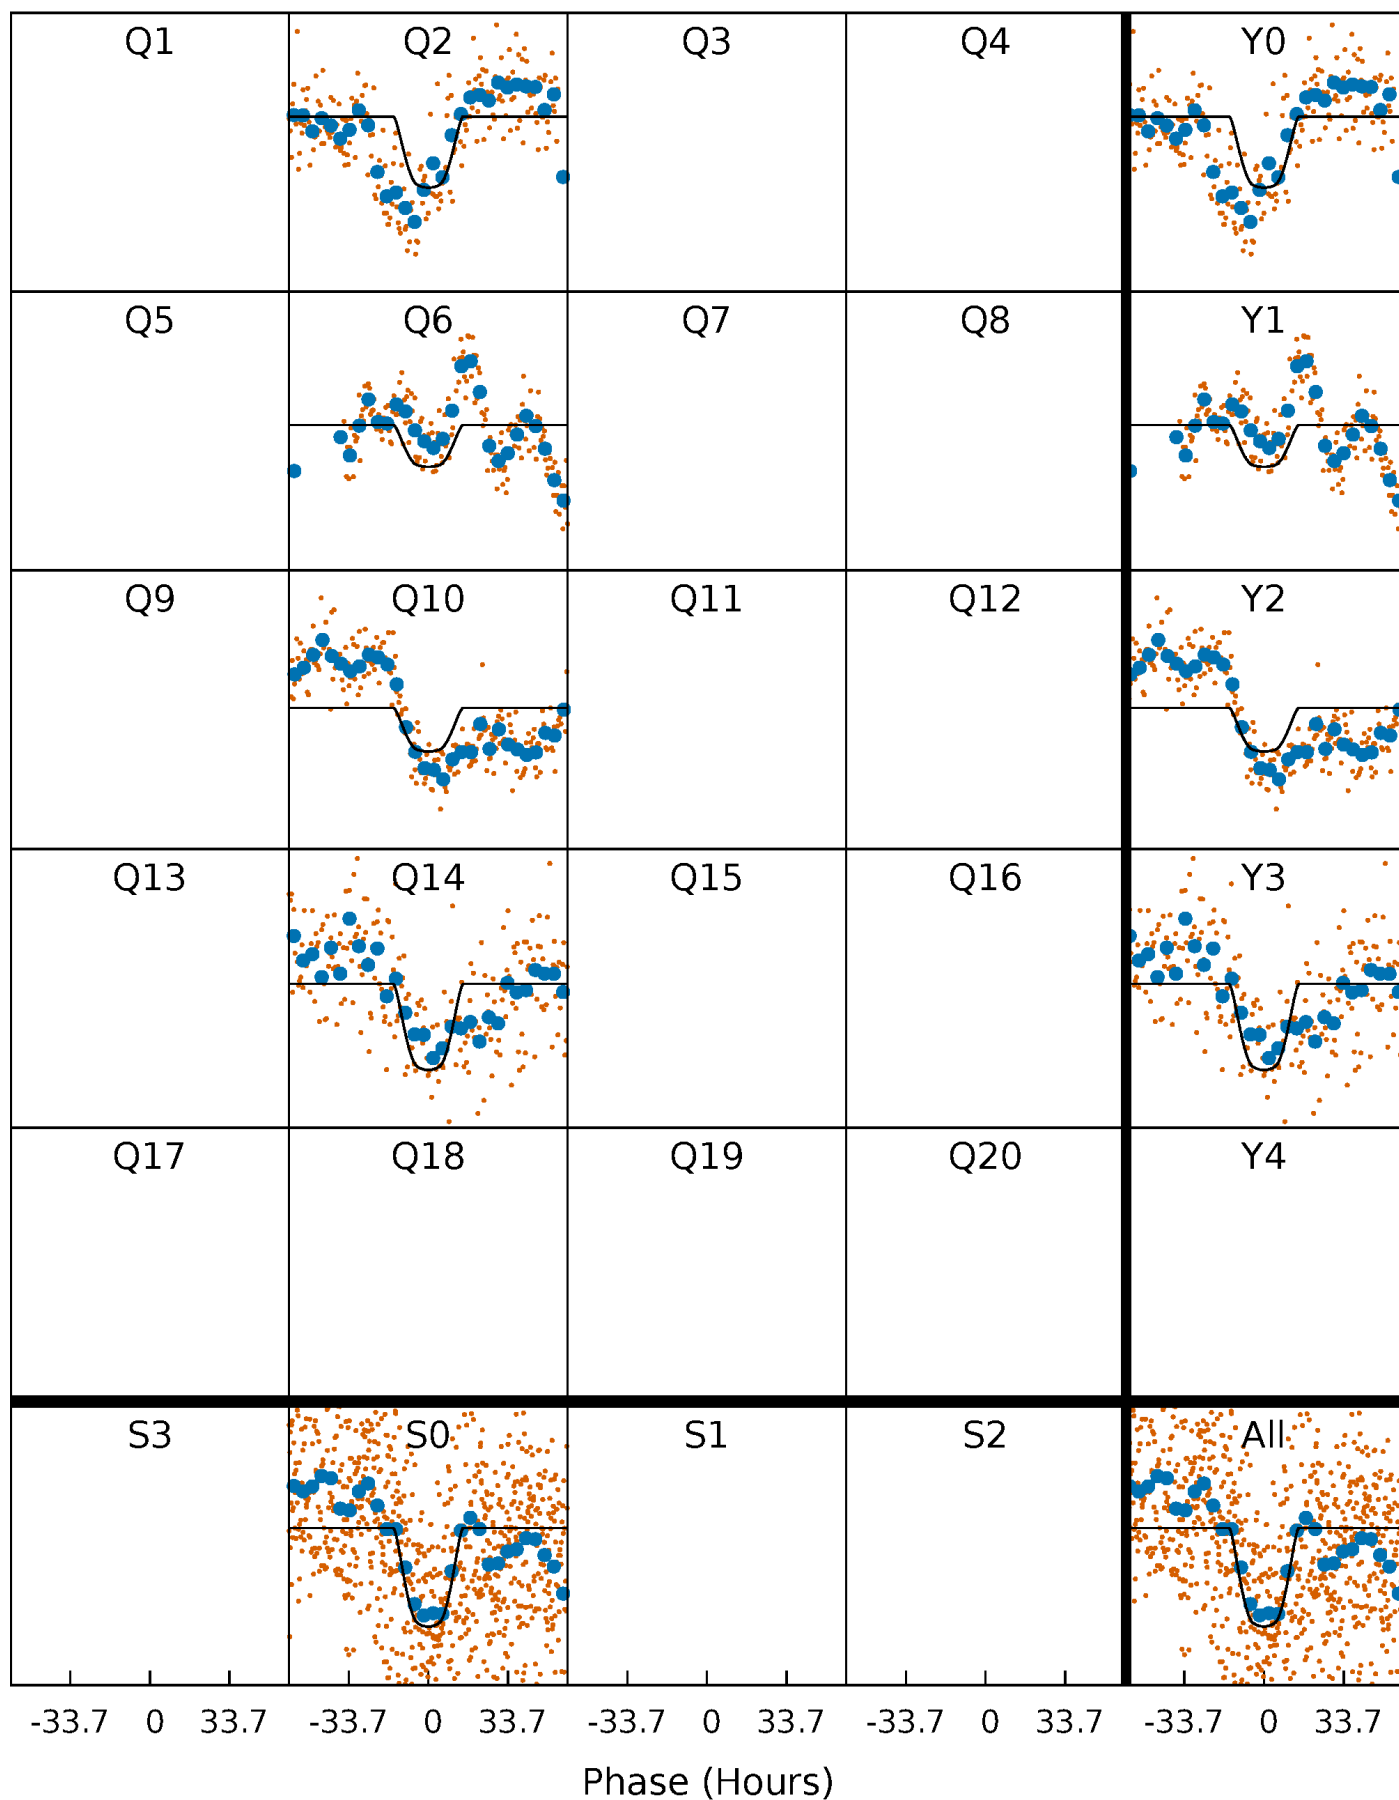 Q1 Q2 Q3 Q4 Y0
Q5 Q6 Q7 Q8 Y1
Q9 Q10 Q11 Q12 Y2
Q13 Q14 Q15 Q16 Y3
Q17 Q18 Q19 Q20 Y4
S3 S0 S1 S2 All
-33.7 0 33.7 -33.7 0 33.7 -33.7 0 33.7 -33.7 0 33.7 -33.7 0 33.7
Phase (Hours)